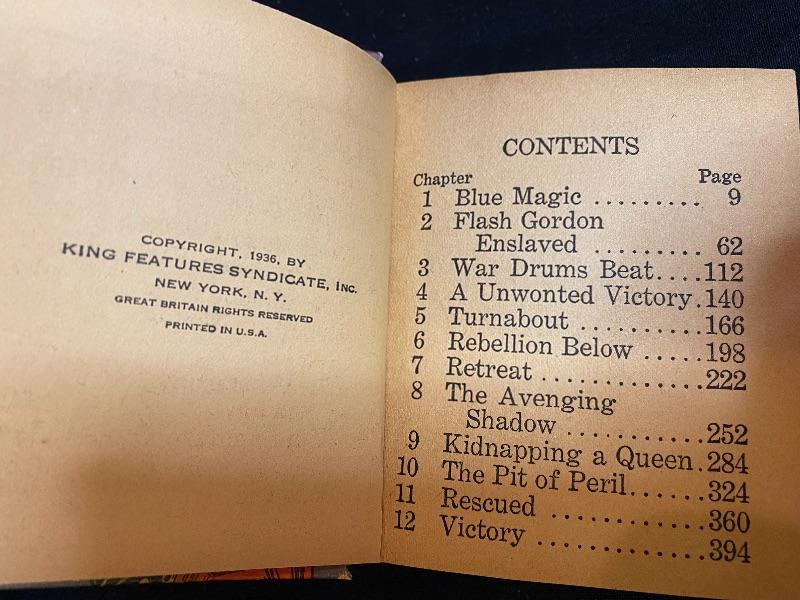 COPYRIGHT, 1936, BY
KING FEATURES SYNDICATE, INC.
NEW YORK, N. Y.
GREAT BRITAIN RIGHTS RESERVED
PRINTED IN U.S.A.
CONTENTS
Chapter Page
1 Blue Magic ......... 9
2 Flash Gordon
Enslaved ......... 62
3 War Drums Beat....112
4 A Unwonted Victory.140
5 Turnabout ..........166
6 Rebellion Below .....198
7 Retreat .............222
8 The Avenging
Shadow ...........252
9 Kidnapping a Queen.284
10 The Pit of Peril......324
11 Rescued ............360
12 Victory .............394